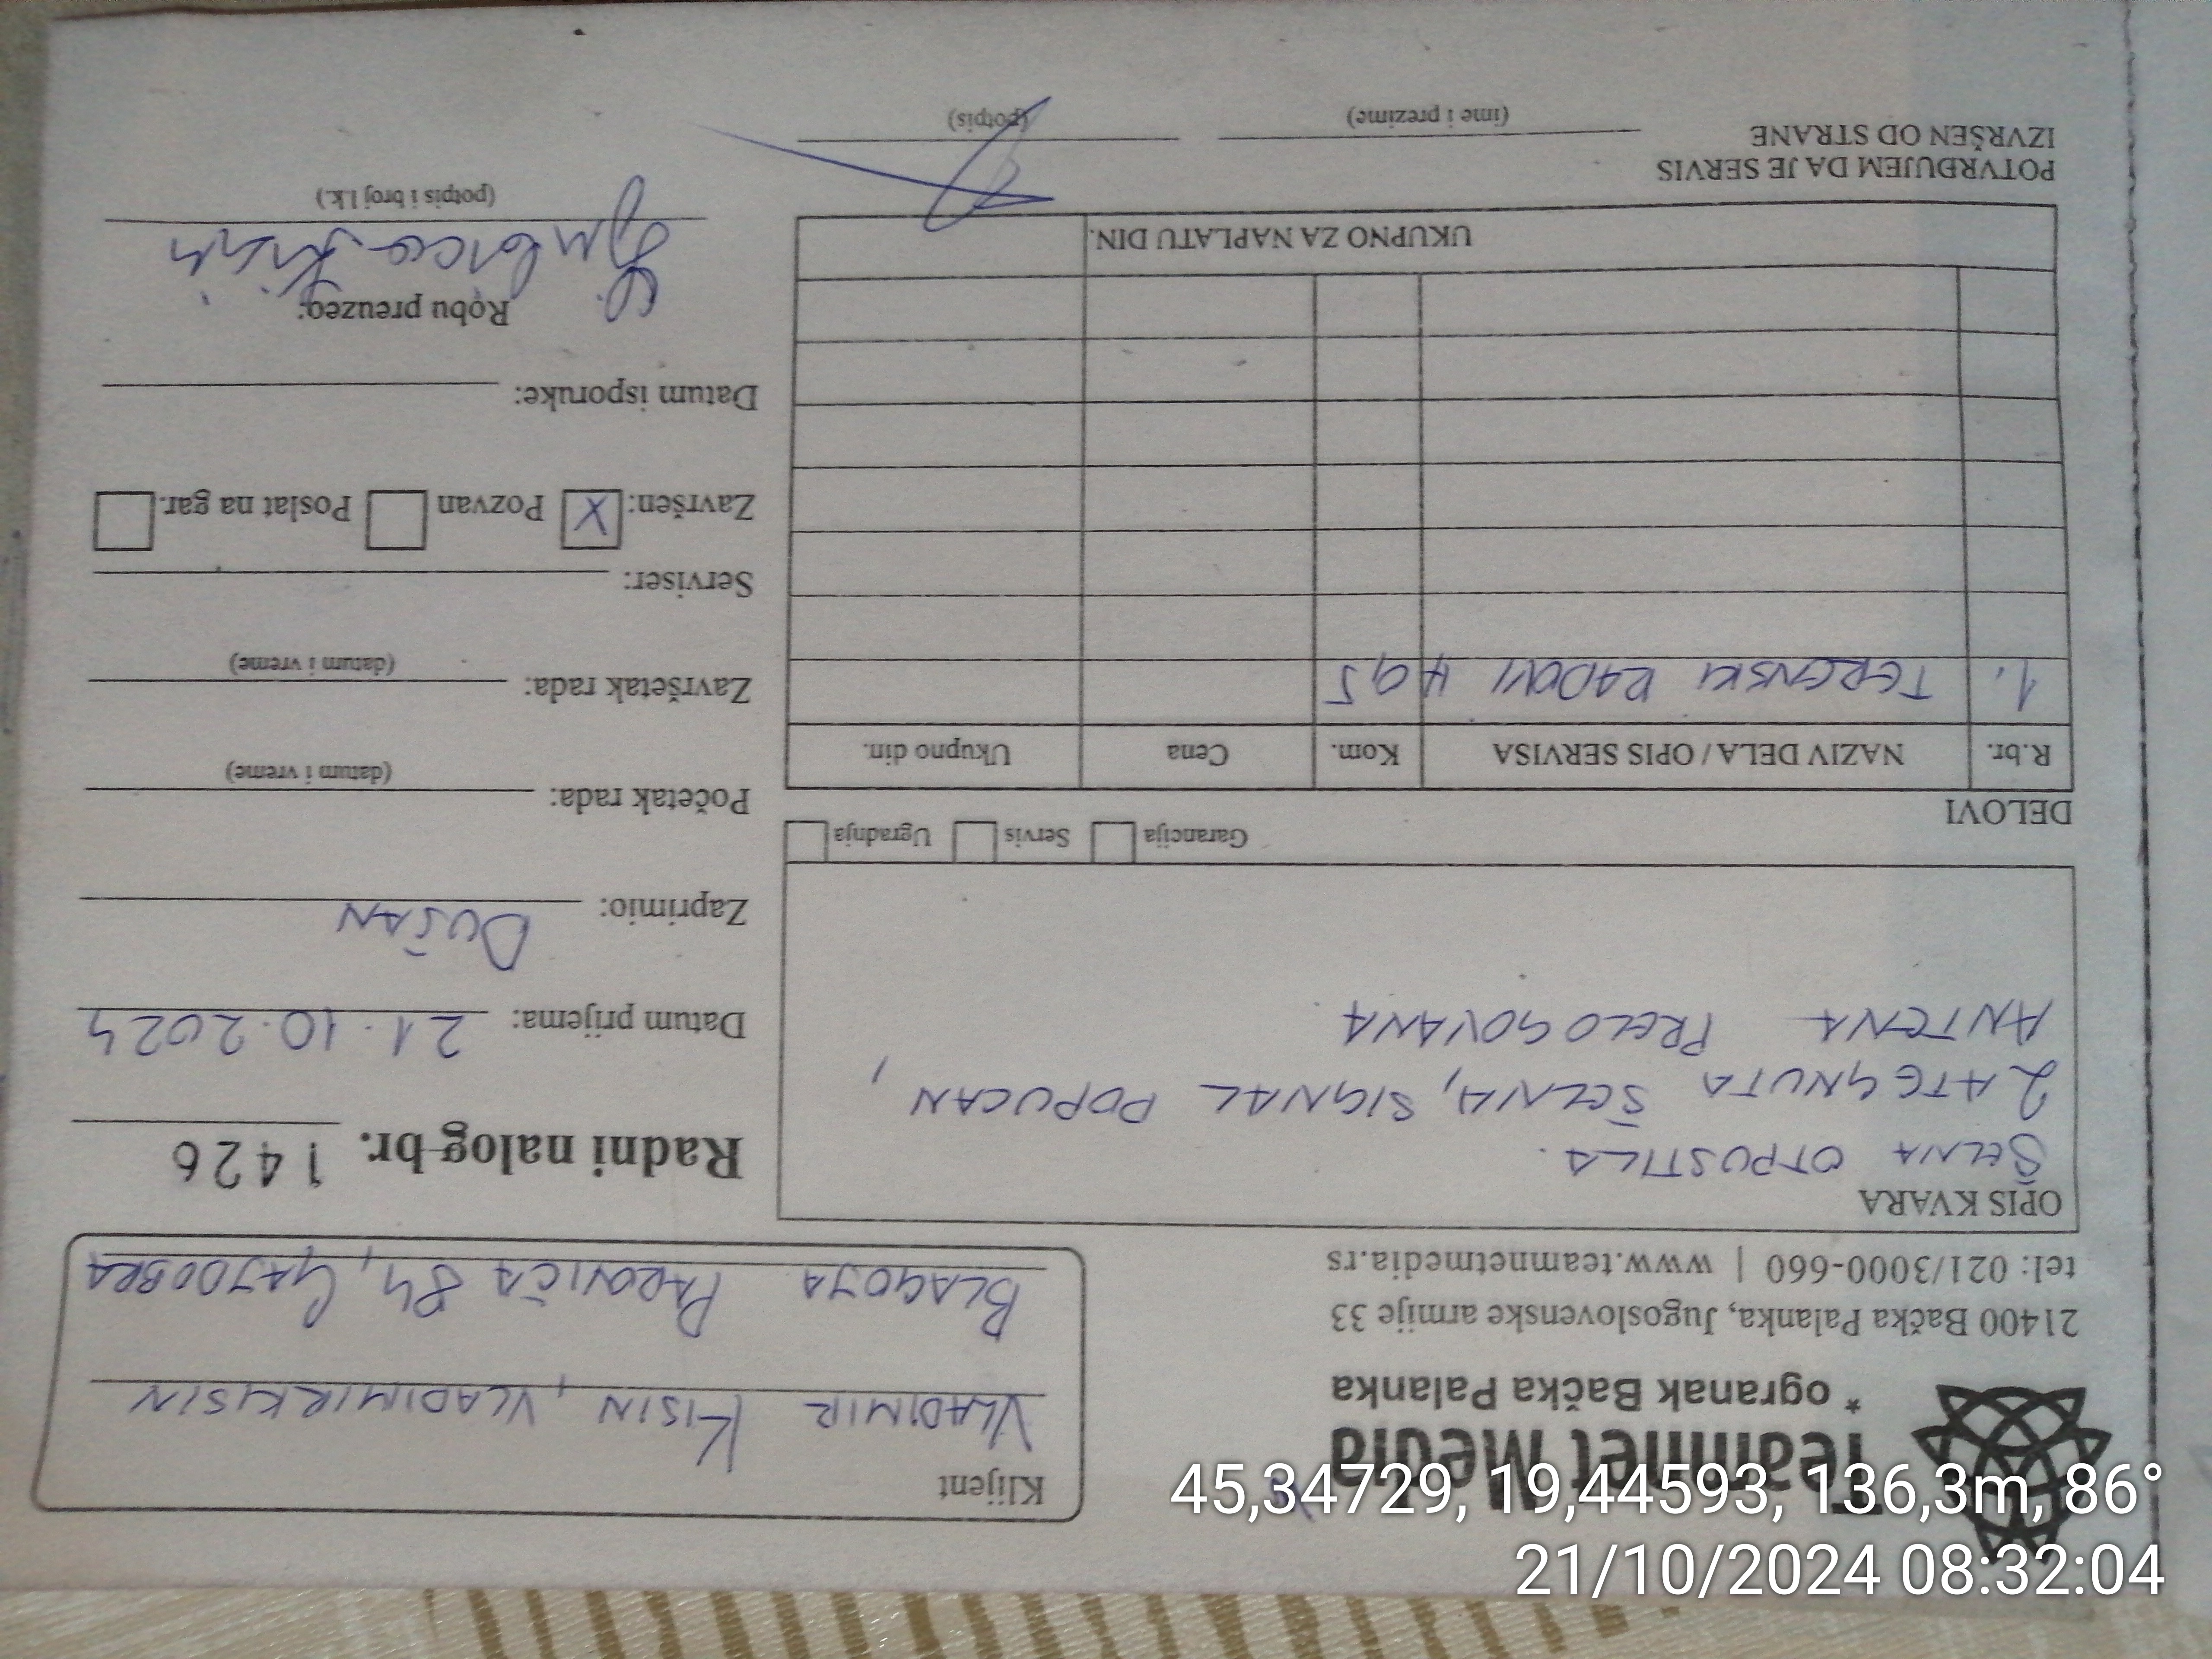 Teamnet Media
* ogranak Bačka Palanka
21400 Bačka Palanka, Jugoslovenske armije 33
tel: 021/3000-660 | www.teamnetmedia.rs
Klijent
VLADIMIR KISIN, VLADIMIRKISIN
BLAGOJA PAROVIĆA 84, GAJDOBRA
OPIS KVARA
ŠELNA OTPUSTILA.
ZATEGNUTA ŠELNA, SIGNAL POPUCAN,
ANTENA PRELOGOVANA.
Garancija Servis Ugradnja
DELOVI
R.br. NAZIV DELA / OPIS SERVISA Kom. Cena Ukupno din.
1. TERENSKI RADOVI H 0,5
UKUPNO ZA NAPLATU DIN.
POTVRĐUJEM DA JE SERVIS
IZVRŠEN OD STRANE
(ime i prezime) (potpis)
Radni nalog br. 1426
Datum prijema: 21.10.2024
Zaprimio: DUŠAN
Početak rada:
(datum i vreme)
Završetak rada:
(datum i vreme)
Serviser:
Završen: X Pozvan Poslat na gar.
Datum isporuke:
Robu preuzeo:
(potpis i broj l.k.)
45,34729, 19,44593, 136,3m, 86°
21/10/2024 08:32:04